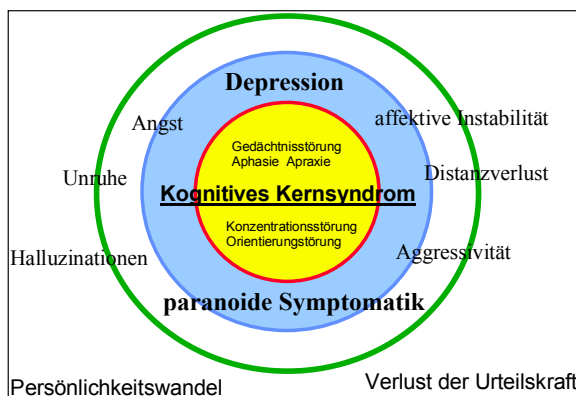 Depression
Angst
affektive Instabilität
Gedächtnisstörung
Aphasie Apraxie
Unruhe
Distanzverlust
Kognitives Kernsyndrom
Konzentrationsstörung
Orientierungstörung
Halluzinationen
Aggressivität
paranoide Symptomatik
Persönlichkeitswandel
Verlust der Urteilskraft